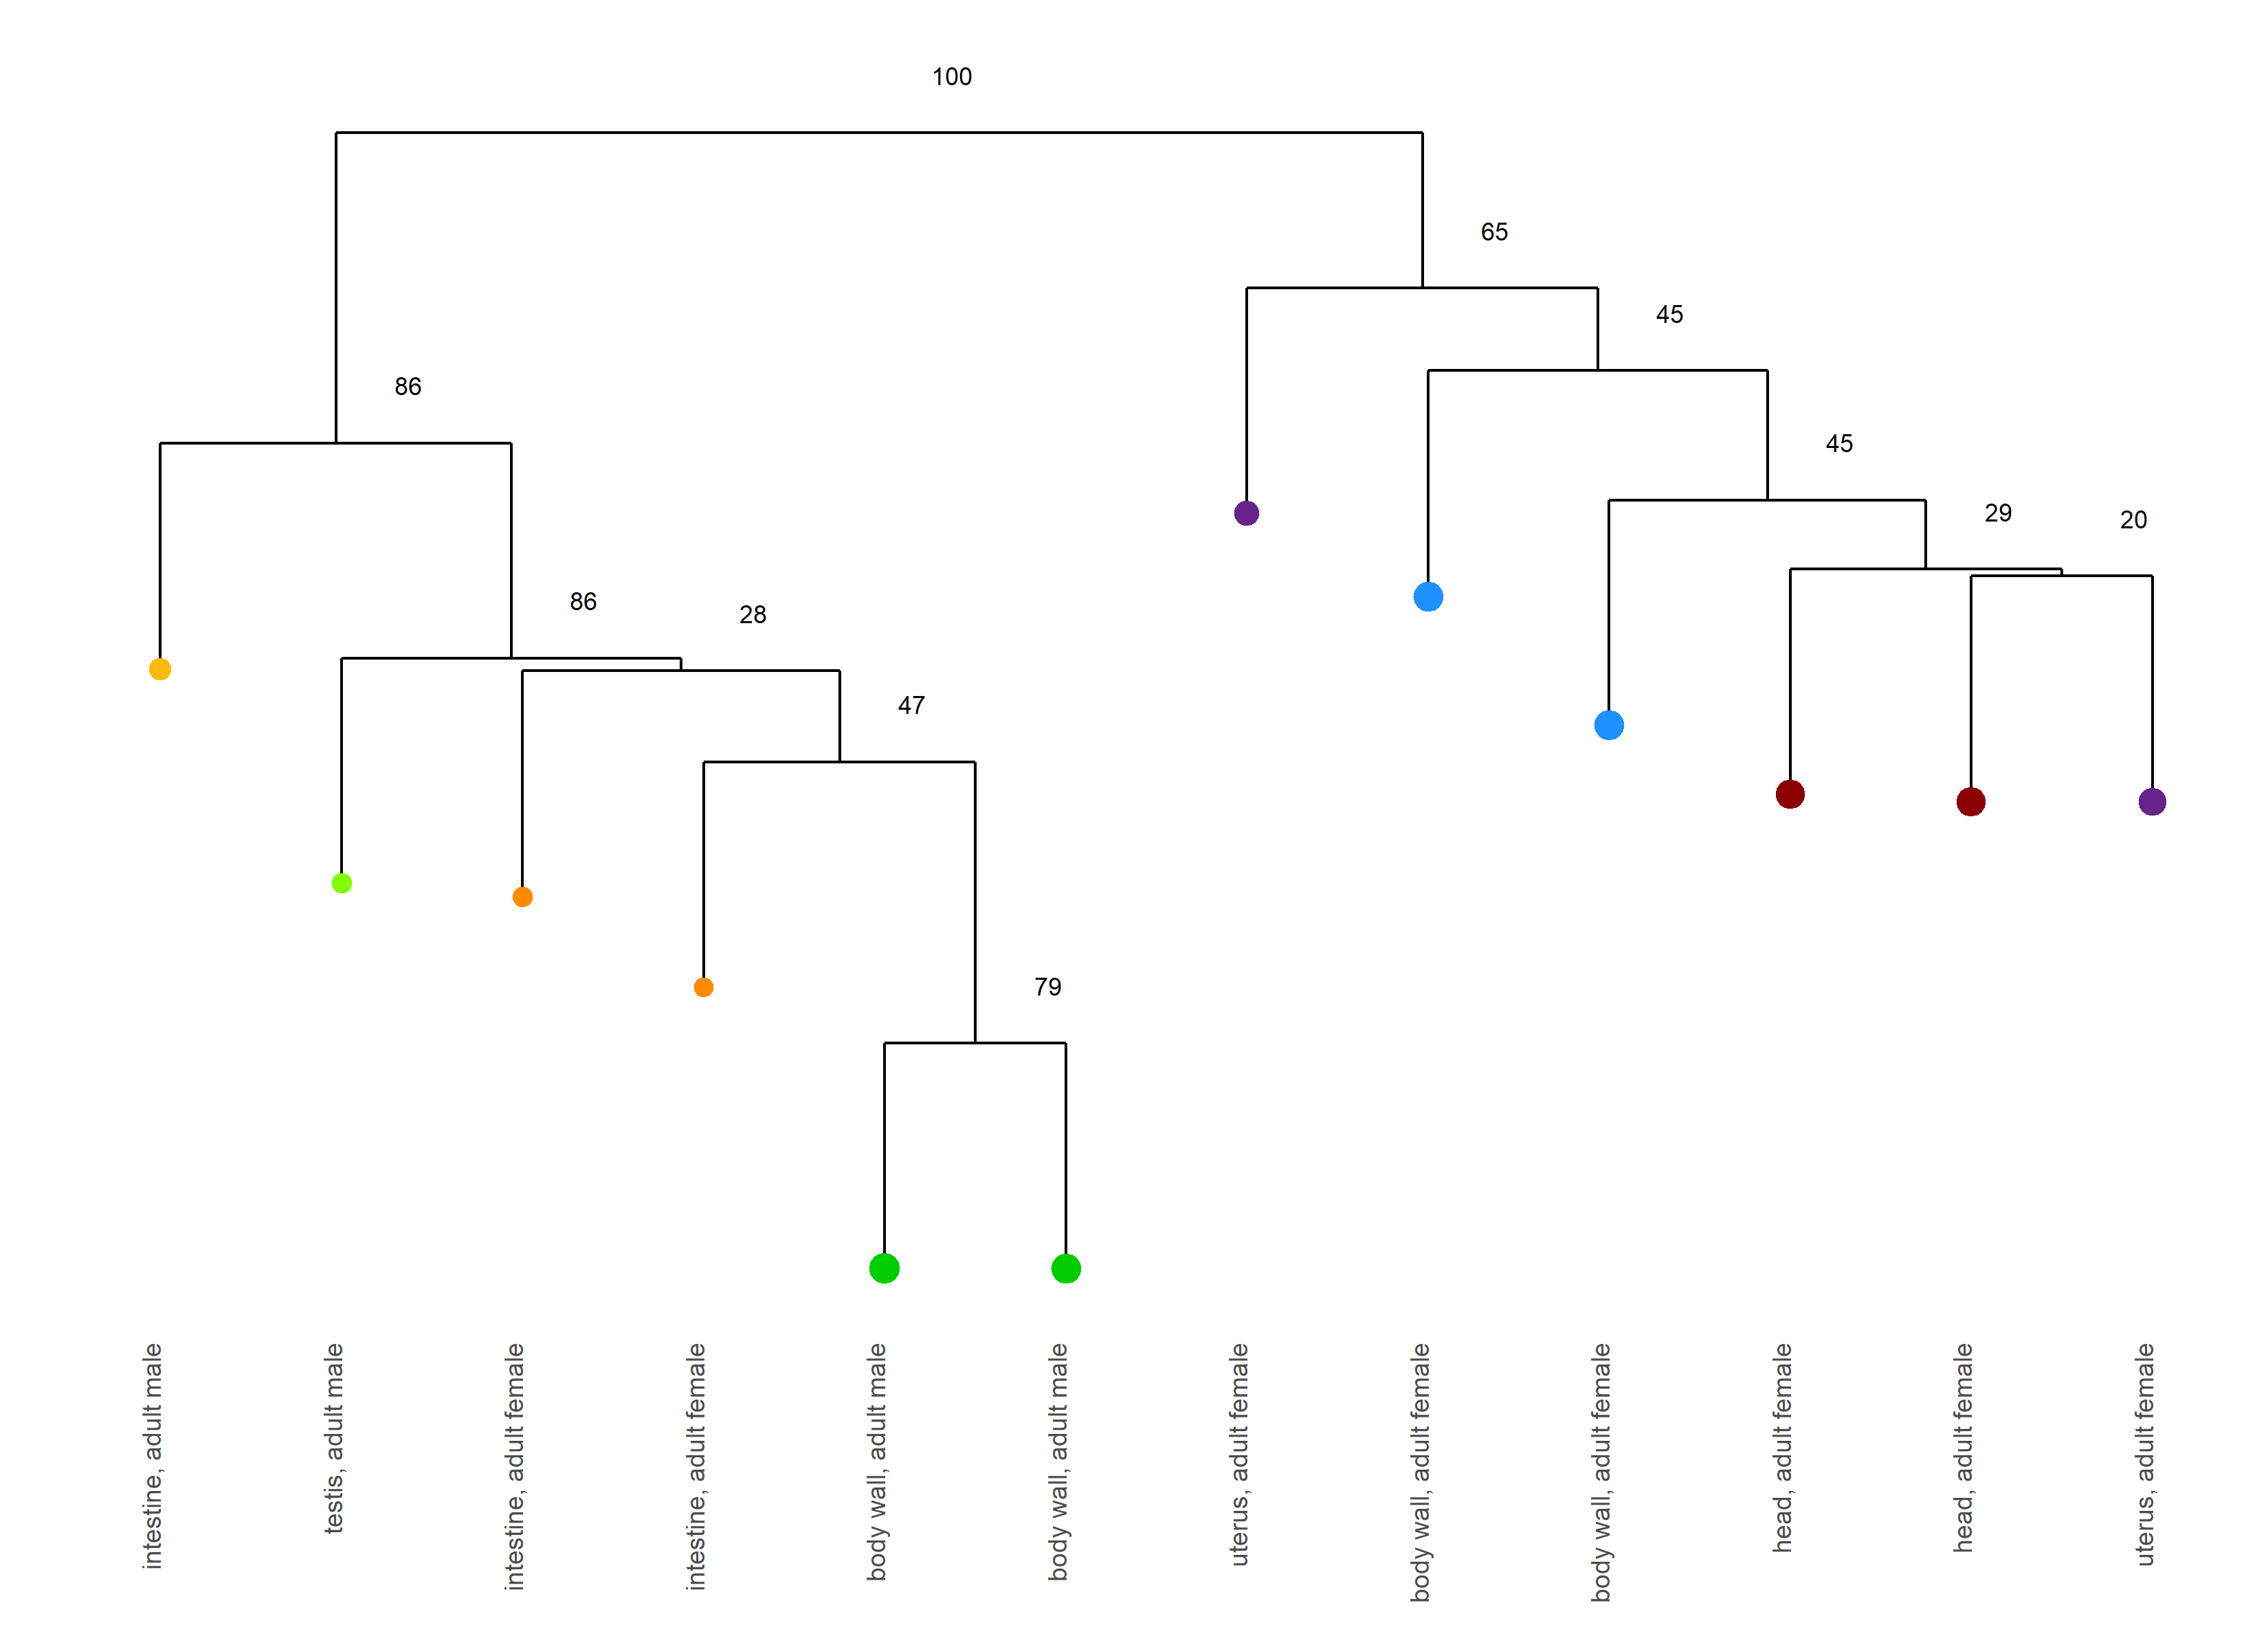 100
65
45
86
45
29
20
86
28
47
79
intestine, adult male
testis, adult male
intestine, adult female
intestine, adult female
body wall, adult male
body wall, adult male
uterus, adult female
body wall, adult female
body wall, adult female
head, adult female
head, adult female
uterus, adult female